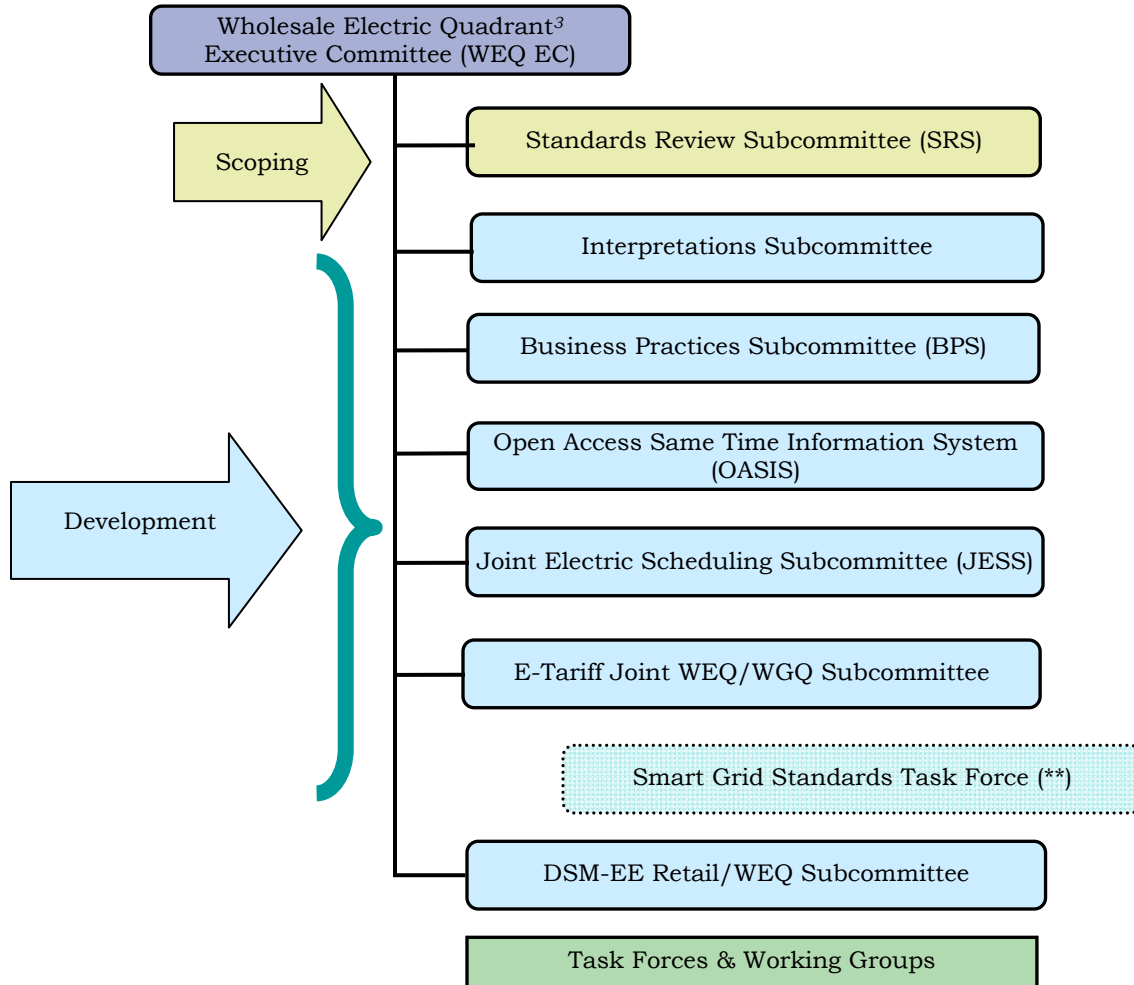 Wholesale Electric Quadrant³
Executive Committee (WEQ EC)
Scoping
Standards Review Subcommittee (SRS)
Interpretations Subcommittee
Business Practices Subcommittee (BPS)
Open Access Same Time Information System
(OASIS)
Development
Joint Electric Scheduling Subcommittee (JESS)
E-Tariff Joint WEQ/WGQ Subcommittee
Smart Grid Standards Task Force (**)
DSM-EE Retail/WEQ Subcommittee
Task Forces & Working Groups